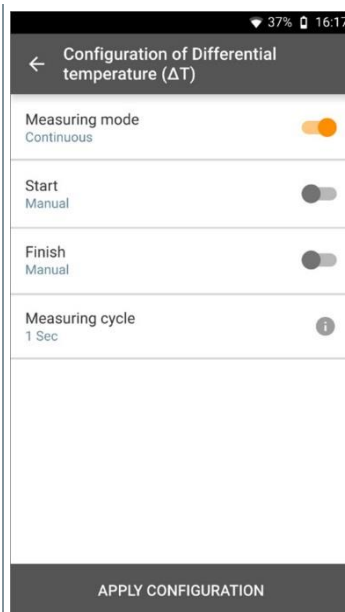 37% 16:17
Configuration of Differential
temperature (ΔT)
Measuring mode
Continuous
Start
Manual
Finish
Manual
Measuring cycle
1 Sec
APPLY CONFIGURATION